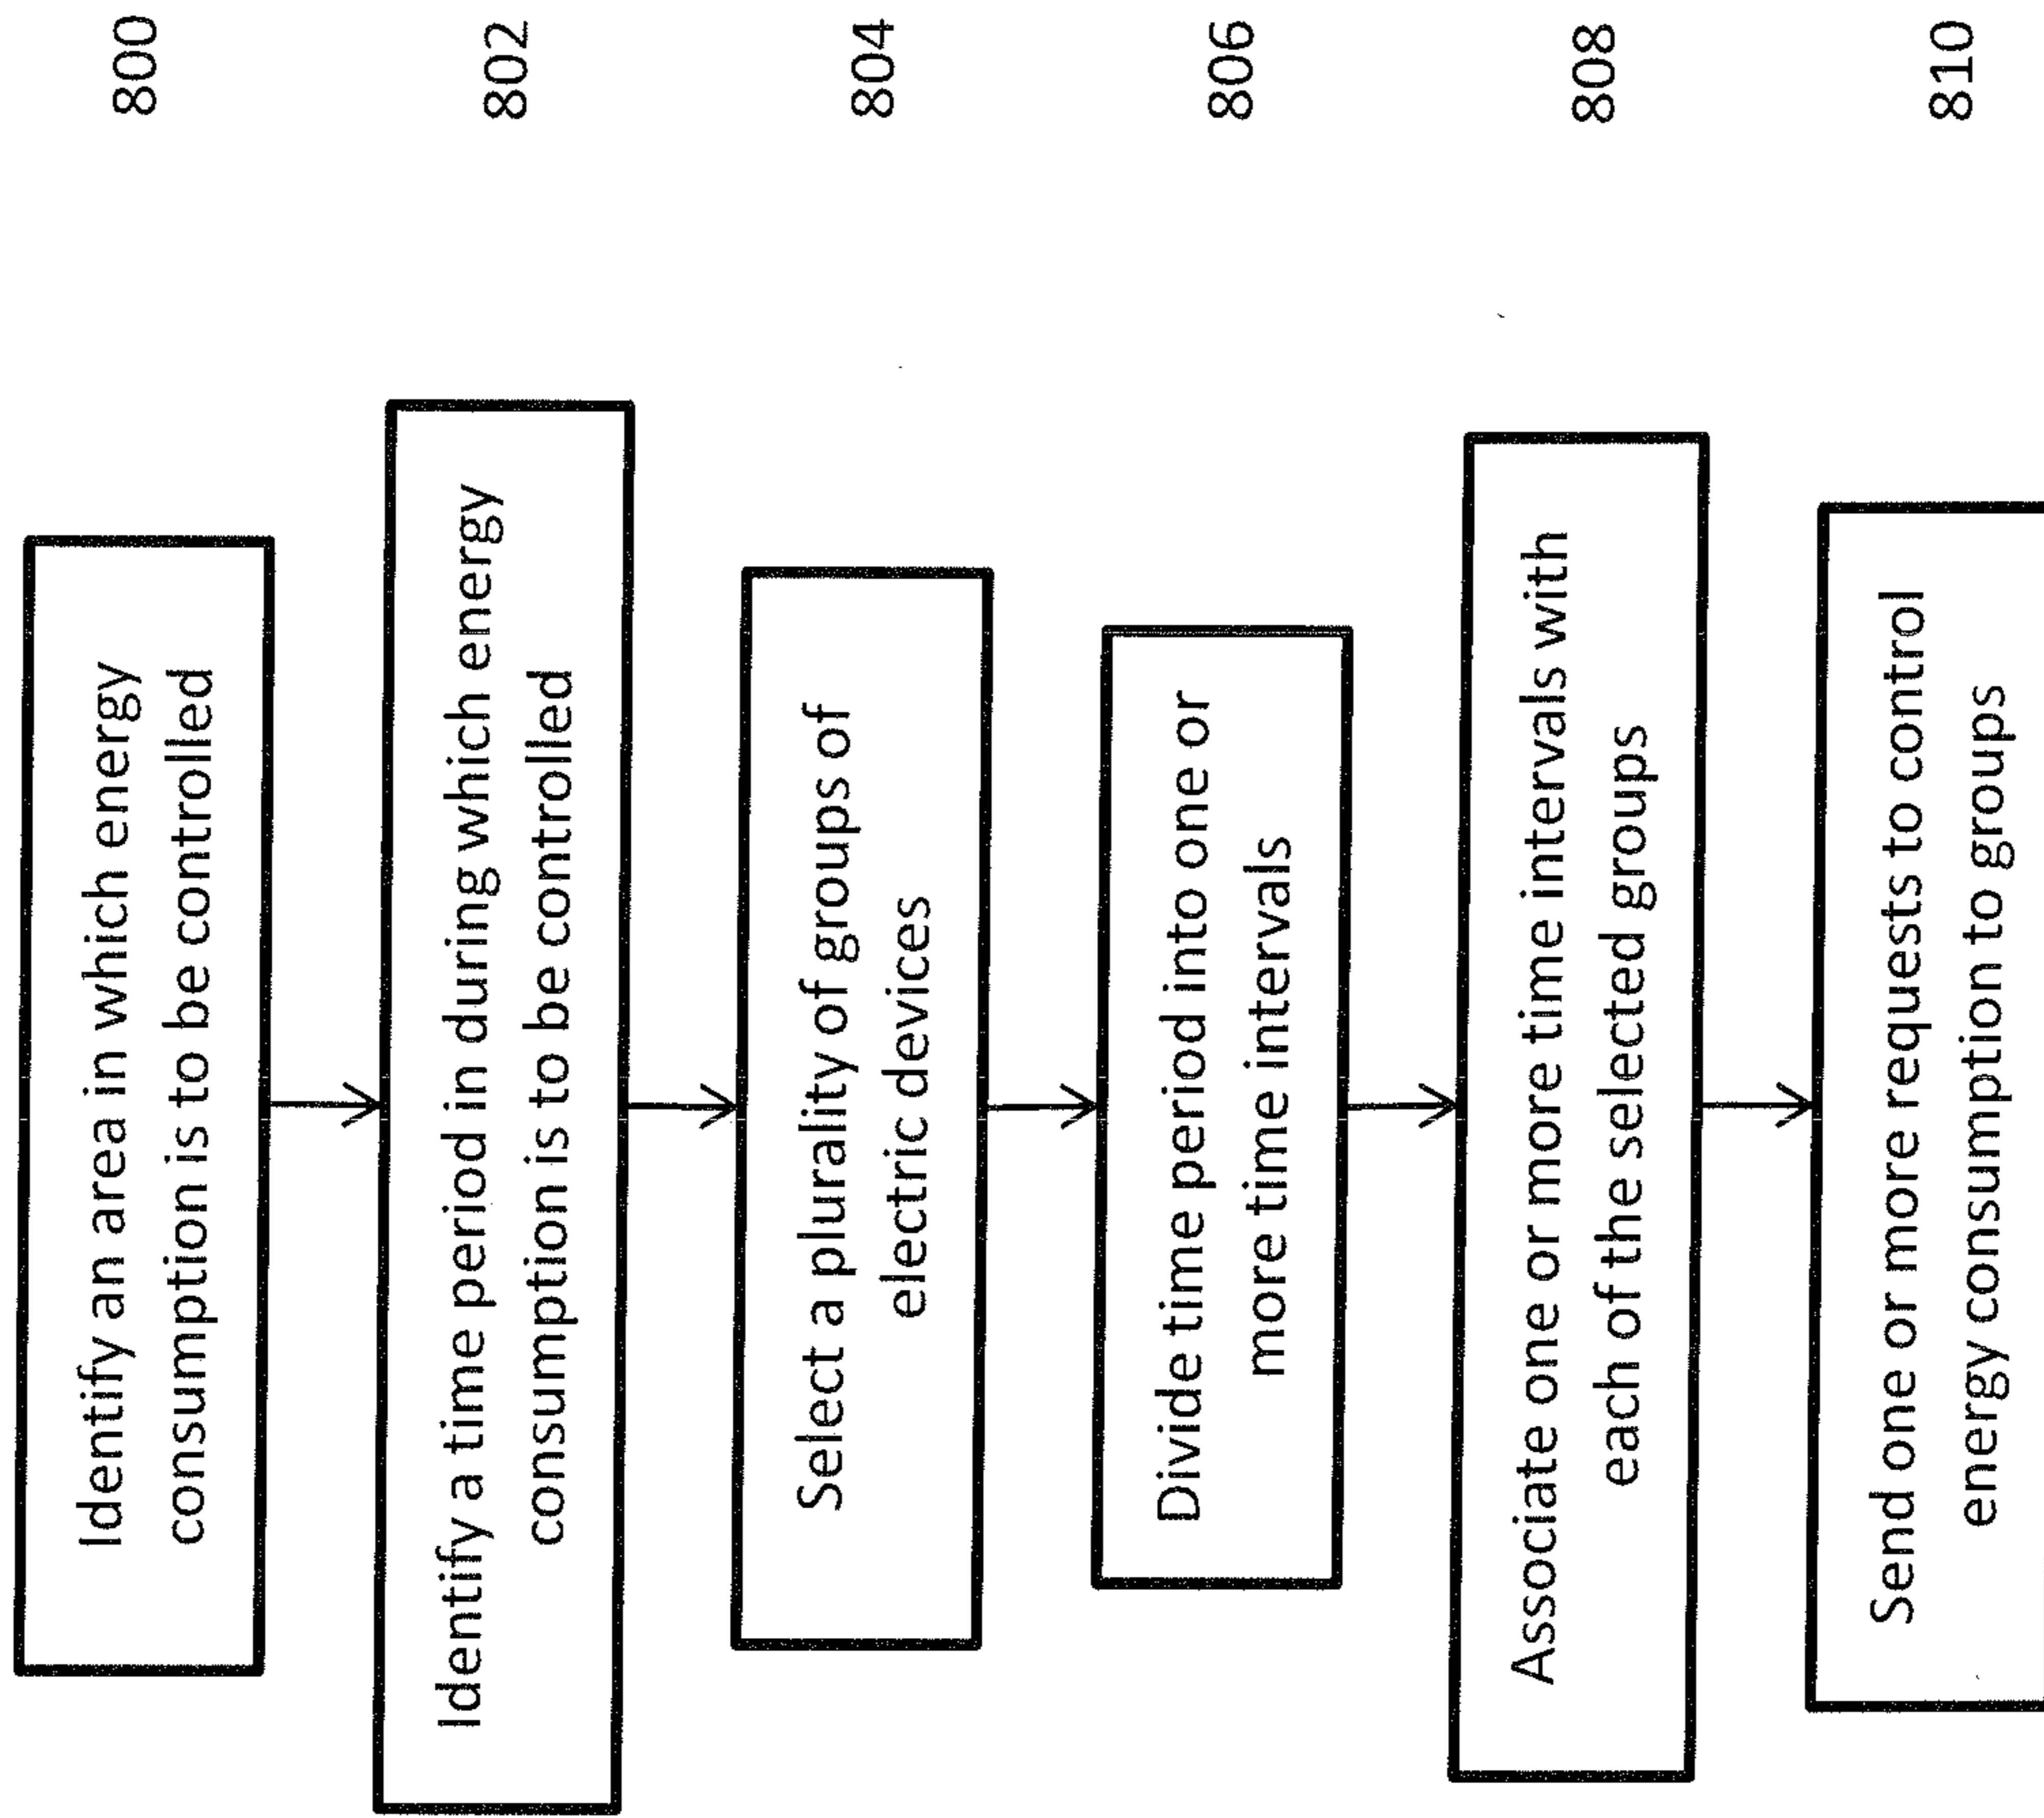 Identify an area in which energy
consumption is to be controlled
800
Identify a time period in during which energy
consumption is to be controlled
802
Select a plurality of groups of
electric devices
804
Divide time period into one or
more time intervals
806
Associate one or more time intervals with
each of the selected groups
808
Send one or more requests to control
energy consumption to groups
810